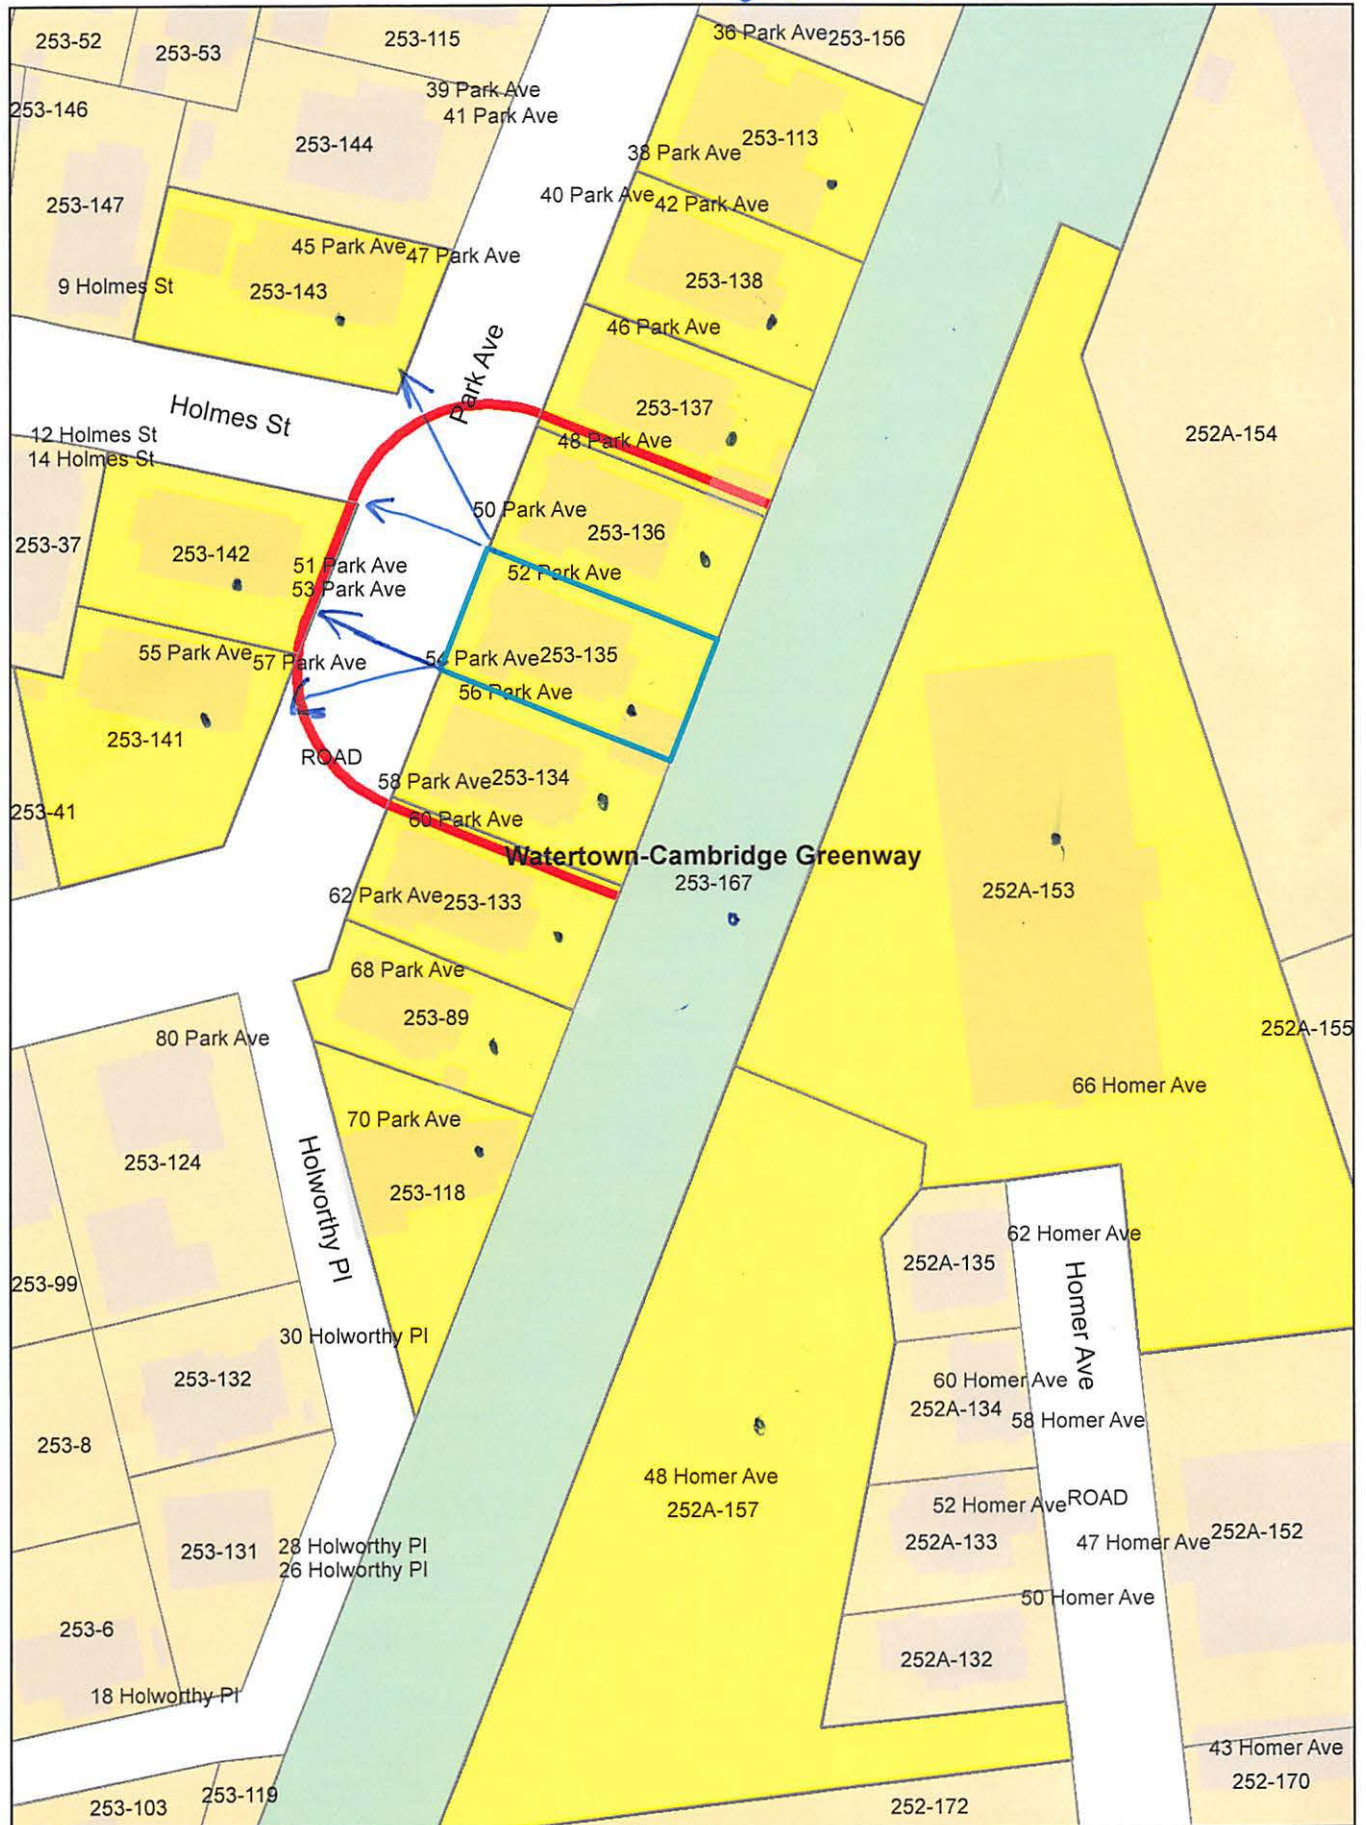 36 Park Ave
253-156
253-52
253-53
253-115
39 Park Ave
41 Park Ave
253-146
253-144
253-113
38 Park Ave
40 Park Ave
42 Park Ave
253-147
45 Park Ave
47 Park Ave
9 Holmes St
253-143
253-138
46 Park Ave
Park Ave
Holmes St
253-137
48 Park Ave
252A-154
12 Holmes St
14 Holmes St
50 Park Ave
253-136
253-37
253-142
51 Park Ave
53 Park Ave
52 Park Ave
55 Park Ave
57 Park Ave
54 Park Ave
253-135
56 Park Ave
253-141
ROAD
58 Park Ave
253-134
253-41
60 Park Ave
Watertown-Cambridge Greenway
253-167
252A-153
62 Park Ave
253-133
68 Park Ave
253-89
80 Park Ave
252A-155
66 Homer Ave
70 Park Ave
253-124
253-118
Holworthy Pl
62 Homer Ave
252A-135
Homer Ave
253-99
30 Holworthy Pl
253-132
60 Homer Ave
252A-134
58 Homer Ave
253-8
48 Homer Ave
252A-157
52 Homer Ave
ROAD
252A-133
47 Homer Ave
252A-152
253-131
28 Holworthy Pl
26 Holworthy Pl
50 Homer Ave
253-6
252A-132
18 Holworthy Pl
43 Homer Ave
252-170
253-103
253-119
252-172